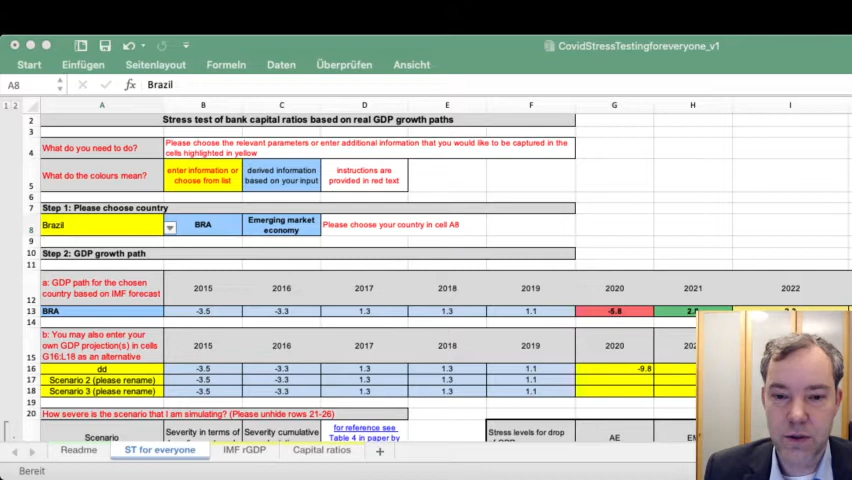 CovidStressTestingforeveryone_v1
Start Einfügen Seitenlayout Formeln Daten Überprüfen Ansicht
A8 fx Brazil
1 2 A B C D E F G H I
2 Stress test of bank capital ratios based on real GDP growth paths
3
4 What do you need to do? Please choose the relevant parameters or enter additional information that you would like to be captured in the
cells highlighted in yellow
5 What do the colours mean? enter information or derived information instructions are
choose from list based on your input provided in red text
6
7 Step 1: Please choose country
8 Brazil BRA Emerging market Please choose your country in cell A8
economy
9
10 Step 2: GDP growth path
11
a: GDP path for the chosen
country based on IMF forecast 2015 2016 2017 2018 2019 2020 2021 2022
12
13 BRA -3.5 -3.3 1.3 1.3 1.1 -5.8
14
b: You may also enter your
own GDP projection(s) in cells 2015 2016 2017 2018 2019 2020
15 G16:L18 as an alternative
16 dd -3.5 -3.3 1.3 1.3 1.1 -9.8
17 Scenario 2 (please rename) -3.5 -3.3 1.3 1.3 1.1
18 Scenario 3 (please rename) -3.5 -3.3 1.3 1.3 1.1
19
20 How severe is the scenario that I am simulating? (Please unhide rows 21-26)
Scenario Severity in terms of Severity cumulative for reference see Stress levels for drop AE
Table 4 in paper by
Readme ST for everyone IMF rGDP Capital ratios +
Bereit